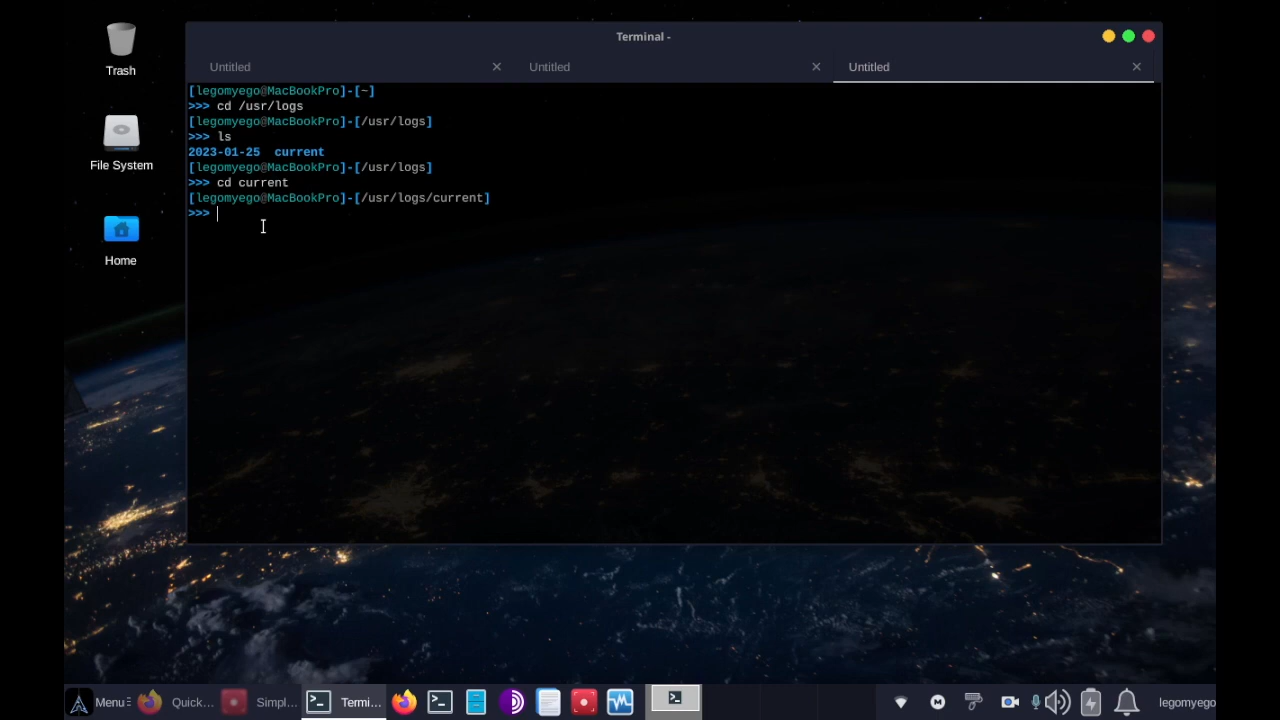 Trash
File System
Home
Terminal -
Untitled
Untitled
Untitled
[legomyego@MacBookPro]-[~]
>>> cd /usr/logs
[legomyego@MacBookPro]-[/usr/logs]
>>> ls
2023-01-25  current
[legomyego@MacBookPro]-[/usr/logs]
>>> cd current
[legomyego@MacBookPro]-[/usr/logs/current]
>>>
Menu
Quick...
Simpl...
Termi...
legomyego